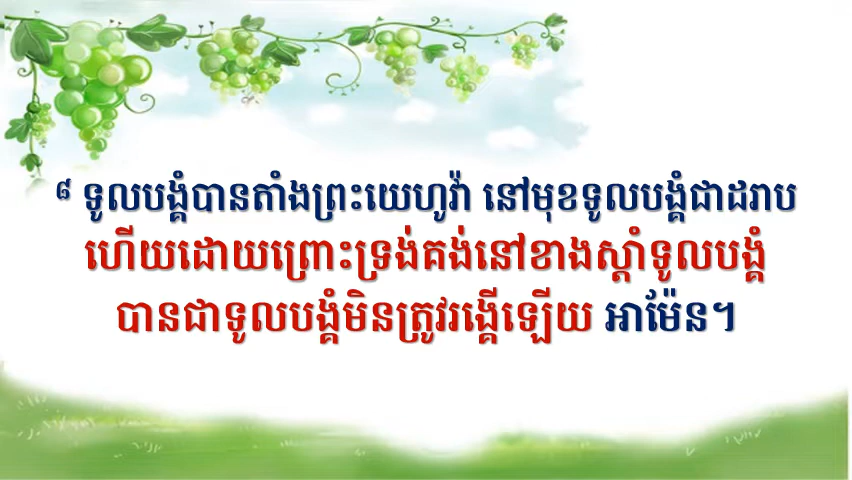 ៨ ទូលបង្គំបានតាំងព្រះយេហូវ៉ា នៅមុខទូលបង្គំជាដរាប
ហើយដោយព្រោះទ្រង់គង់នៅខាងស្តាំទូលបង្គំ
បានជាទូលបង្គំមិនត្រូវរង្គើឡើយ អាម៉ែន។